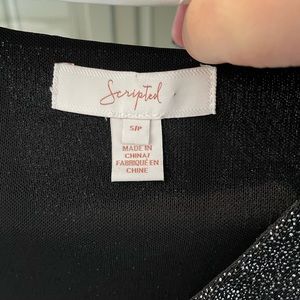 Scripted
S/P
MADE IN
CHINA/
FABRIQUÉ EN
CHINE